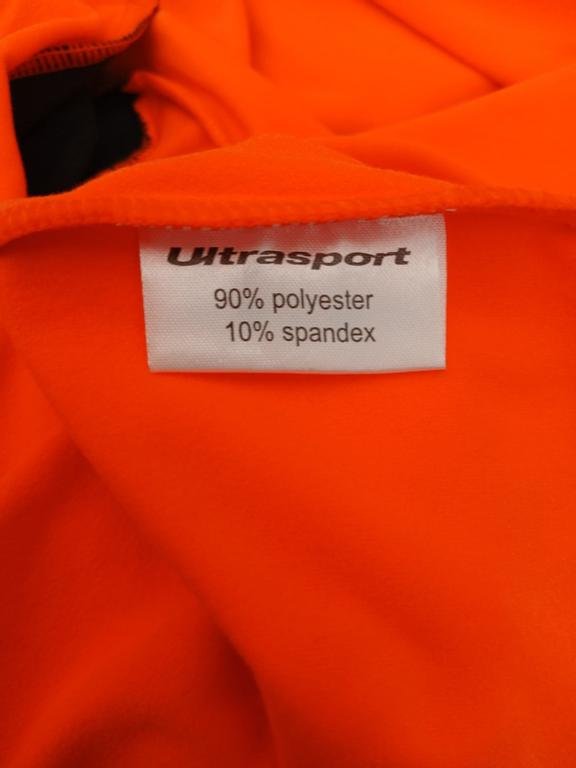 Ultrasport
90% polyester
10% spandex